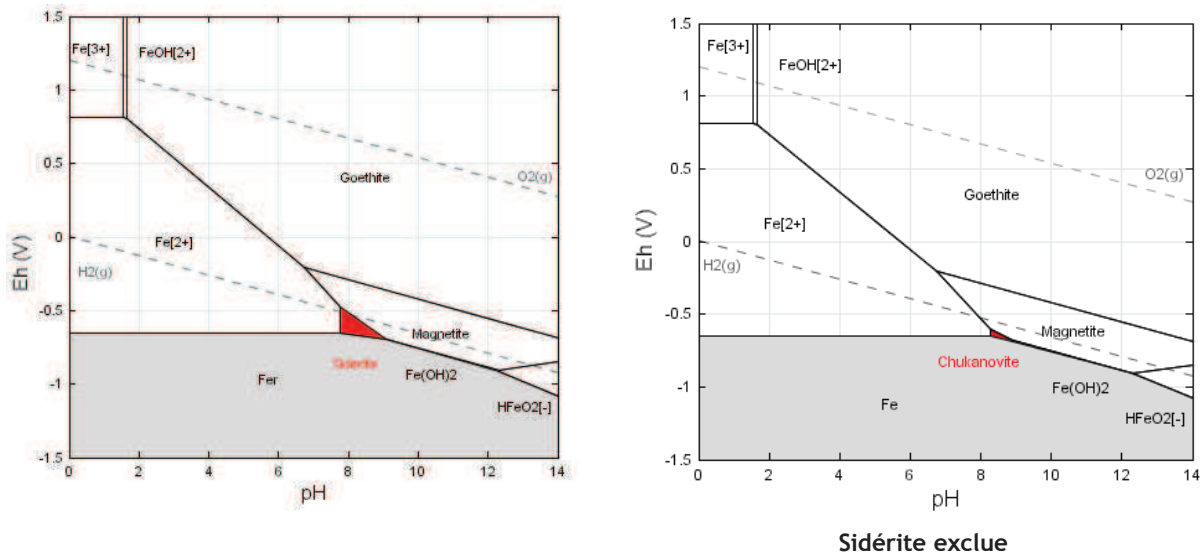 1.5
Fe[3+]
FeOH[2+]
1
0.5
Goethite
O2(g)
Eh (V)
0
Fe[2+]
H2(g)
-0.5
Magnetite
Sidérite
Fe(OH)2
-1
Fer
HFeO2[-]
-1.5
0 2 4 6 8 10 12 14
pH
1.5
Fe[3+]
FeOH[2+]
1
0.5
O2(g)
Goethite
Eh (V)
Fe[2+]
0
H2(g)
-0.5
Magnetite
Chukanovite
Fe(OH)2
-1
Fe
HFeO2[-]
-1.5
0 2 4 6 8 10 12 14
pH
Sidérite exclue